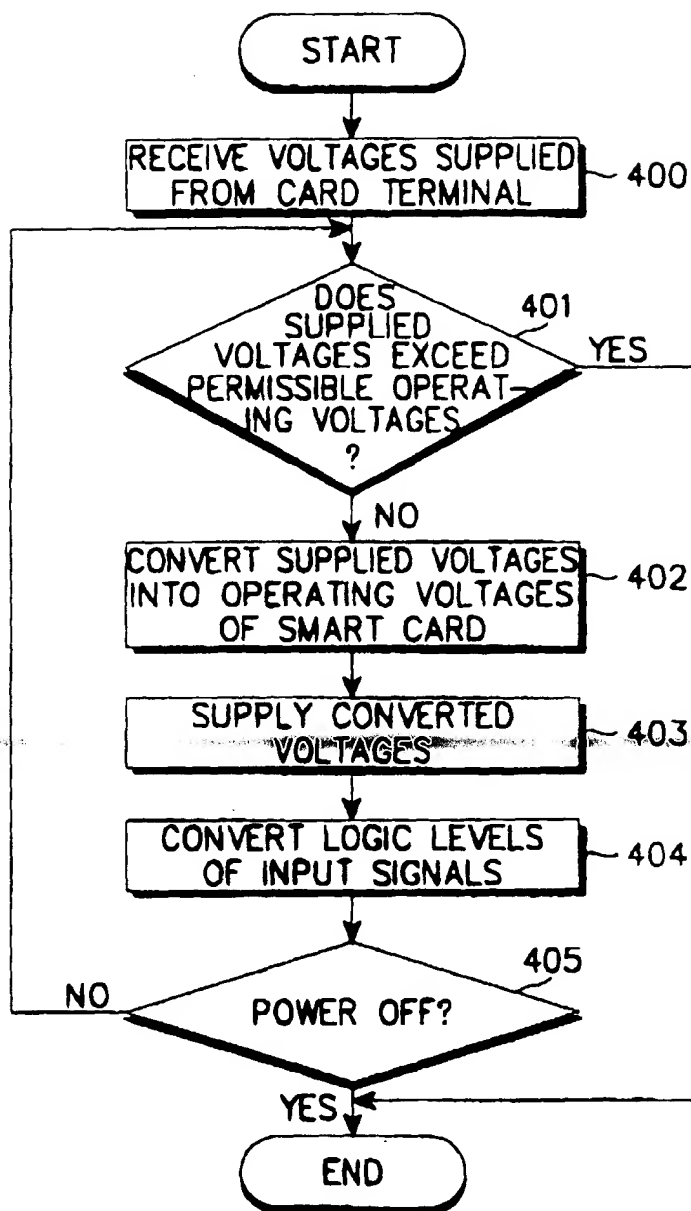 START
RECEIVE VOLTAGES SUPPLIED
FROM CARD TERMINAL
400
DOES
SUPPLIED
VOLTAGES EXCEED
PERMISSIBLE OPERAT-
ING VOLTAGES
?
401
YES
NO
CONVERT SUPPLIED VOLTAGES
INTO OPERATING VOLTAGES
OF SMART CARD
402
SUPPLY CONVERTED
VOLTAGES
403
CONVERT LOGIC LEVELS
OF INPUT SIGNALS
404
405
NO
POWER OFF?
YES
END